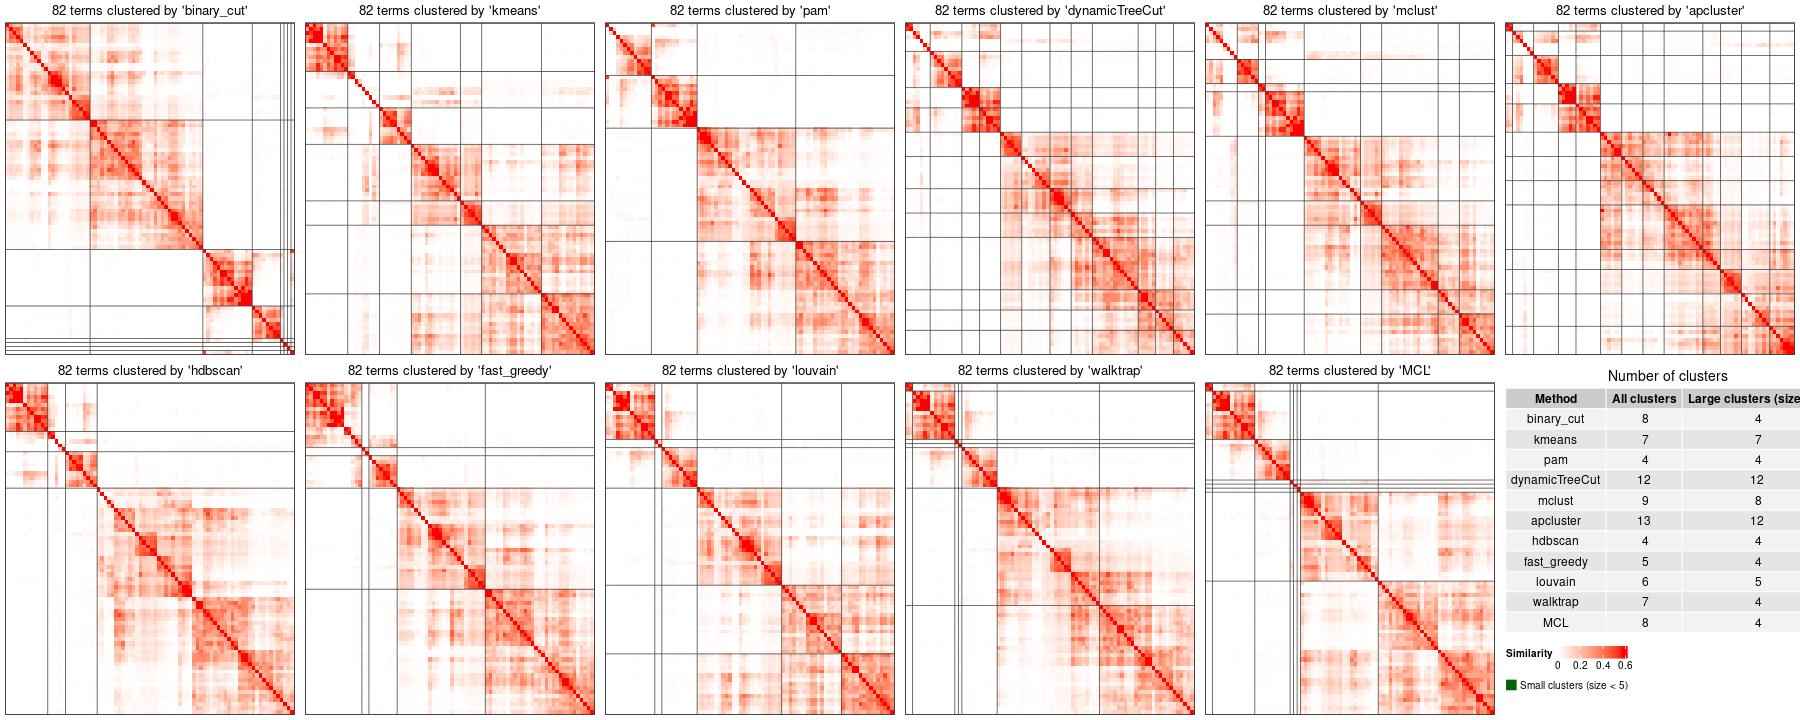 82 terms clustered by 'binary_cut'
82 terms clustered by 'kmeans'
82 terms clustered by 'pam'
82 terms clustered by 'dynamicTreeCut'
82 terms clustered by 'mclust'
82 terms clustered by 'apcluster'
82 terms clustered by 'hdbscan'
82 terms clustered by 'fast_greedy'
82 terms clustered by 'louvain'
82 terms clustered by 'walktrap'
82 terms clustered by 'MCL'
Number of clusters
Method All clusters Large clusters (size
binary_cut 8 4
kmeans 7 7
pam 4 4
dynamicTreeCut 12 12
mclust 9 8
apcluster 13 12
hdbscan 4 4
fast_greedy 5 4
louvain 6 5
walktrap 7 4
MCL 8 4
Similarity
0 0.2 0.4 0.6
Small clusters (size < 5)